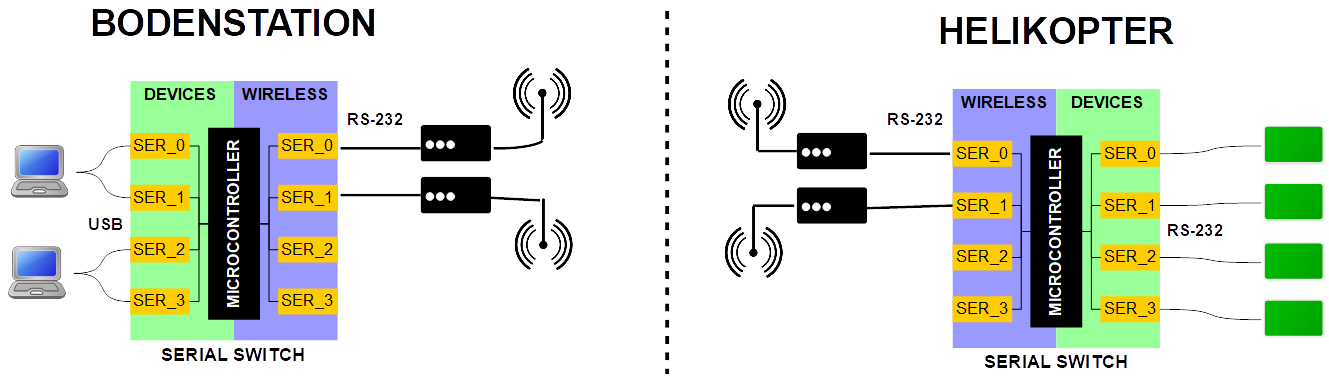 BODENSTATION
DEVICES WIRELESS
RS-232
SER_0 SER_0
SER_1 SER_1
USB
SER_2 SER_2
SER_3 SER_3
MICROCONTROLLER
SERIAL SWITCH
HELIKOPTER
WIRELESS DEVICES
RS-232
SER_0 SER_0
SER_1 SER_1
RS-232
SER_2 SER_2
SER_3 SER_3
MICROCONTROLLER
SERIAL SWITCH